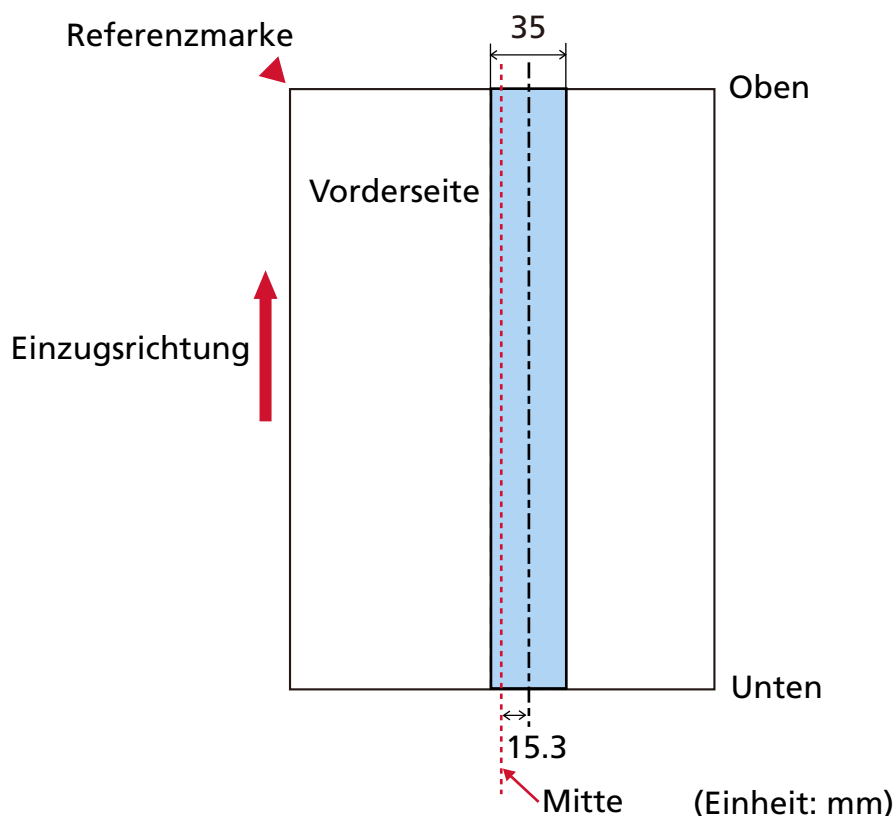 Referenzmarke
35
Oben
Vorderseite
Einzugsrichtung
Unten
15.3
Mitte
(Einheit: mm)